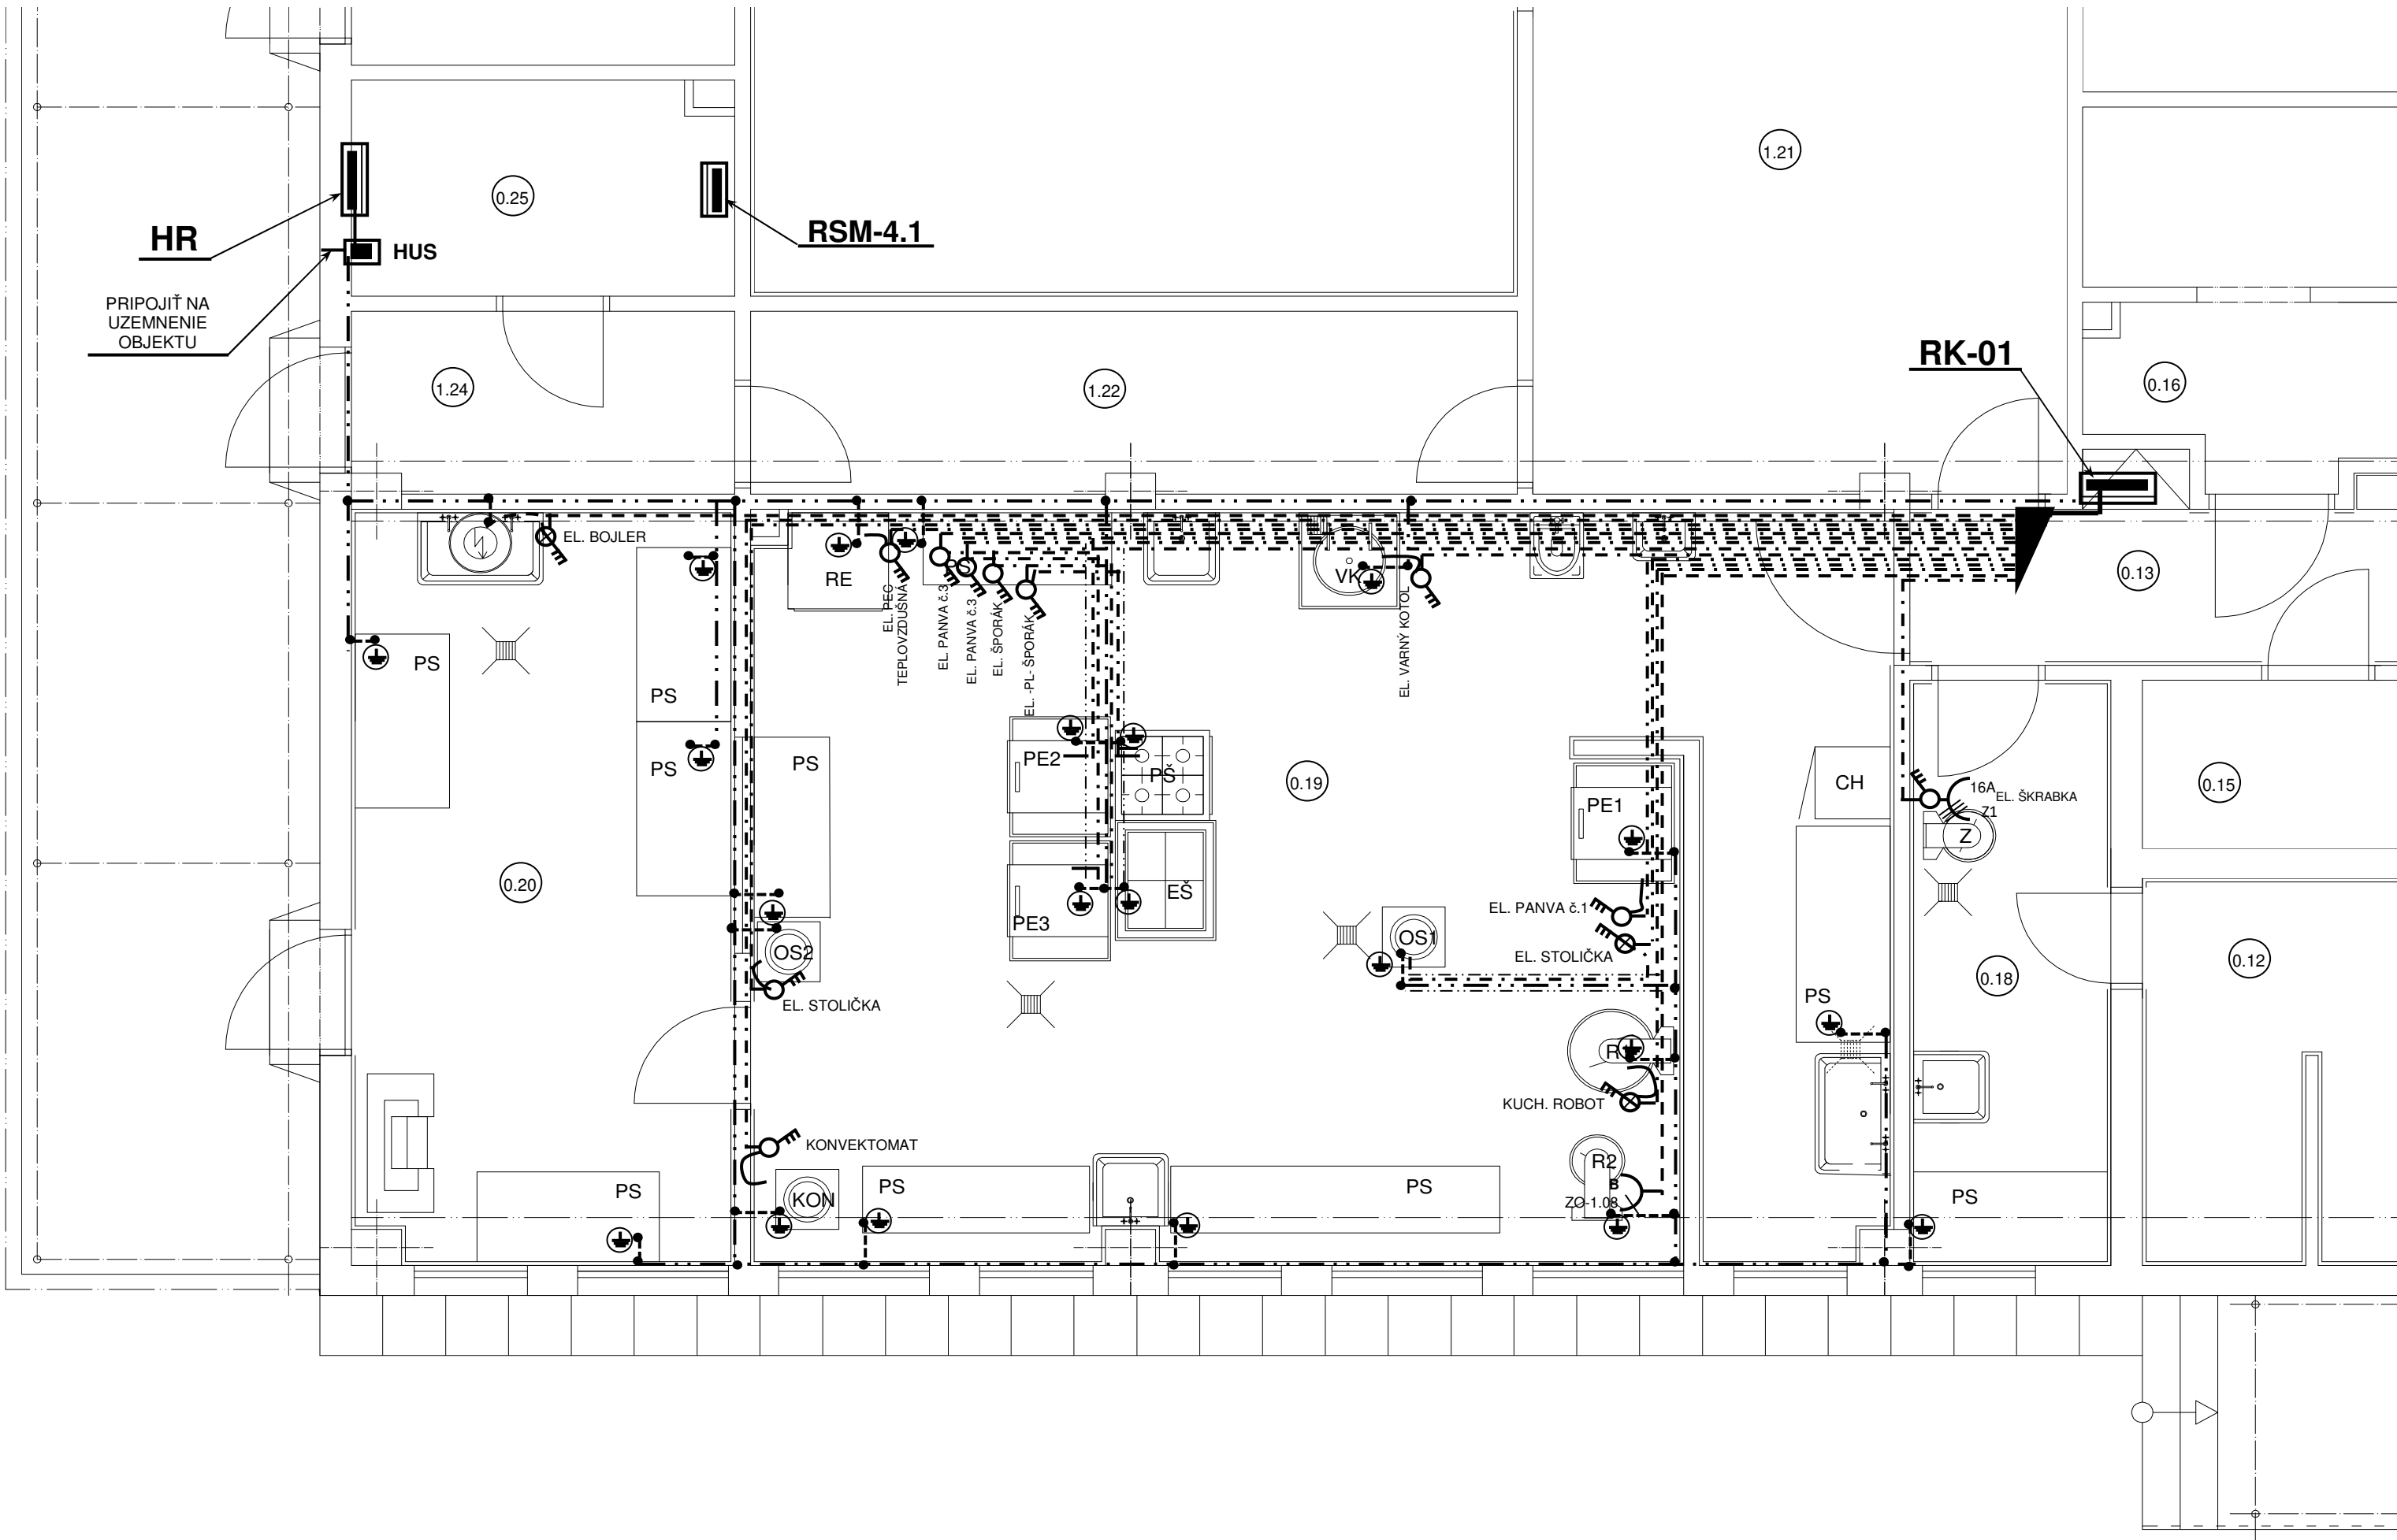 1.21
0.25
HR
RSM-4.1
HUS
PRIPOJIŤ NA
UZEMNENIE
OBJEKTU
RK-01
1.24
1.22
0.16
EL. BOJLER
RE
PS
VK
0.13
EL. PEC
TEPLOVZDUŠNÁ
EL. PANVA č.3
EL. PANVA č.3
EL. ŠPORÁK
EL. -PL- ŠPORÁK
EL. VARNÝ KOTOL
PS
PS
PS
PS
PE2
PŠ
0.19
PE1
CH
16A
EL. ŠKRABKA
Z1
Z
0.15
0.20
PE3
EŠ
EL. PANVA č.1
OS2
OS1
EL. STOLIČKA
0.18
0.12
EL. STOLIČKA
PS
KUCH. ROBOT
KONVEKTOMAT
R2
B
ZO-1.08
PS
KON
PS
PS
PS